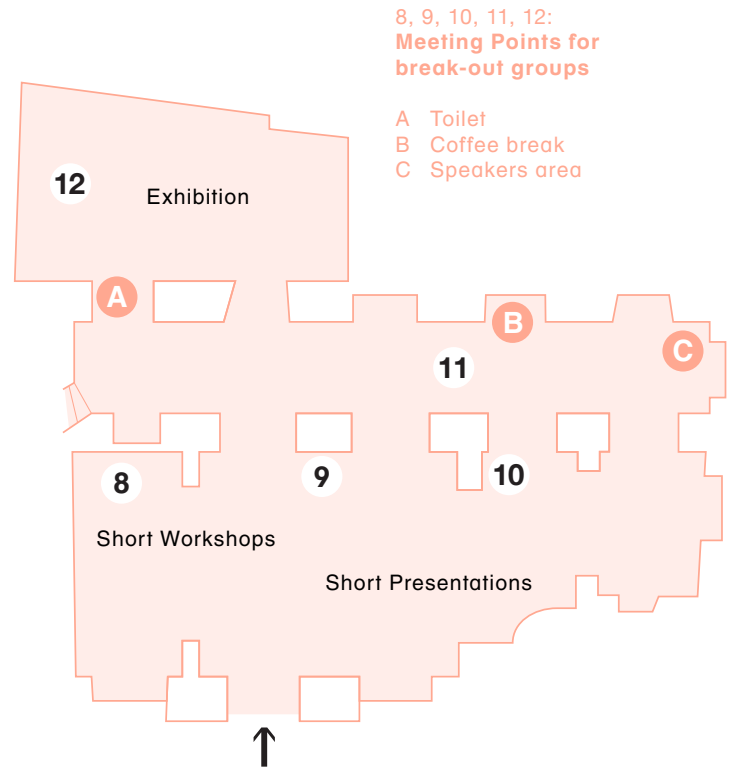 8, 9, 10, 11, 12:
Meeting Points for
break-out groups
A Toilet
B Coffee break
C Speakers area
12
Exhibition
A
B
C
11
8
9
10
Short Workshops
Short Presentations